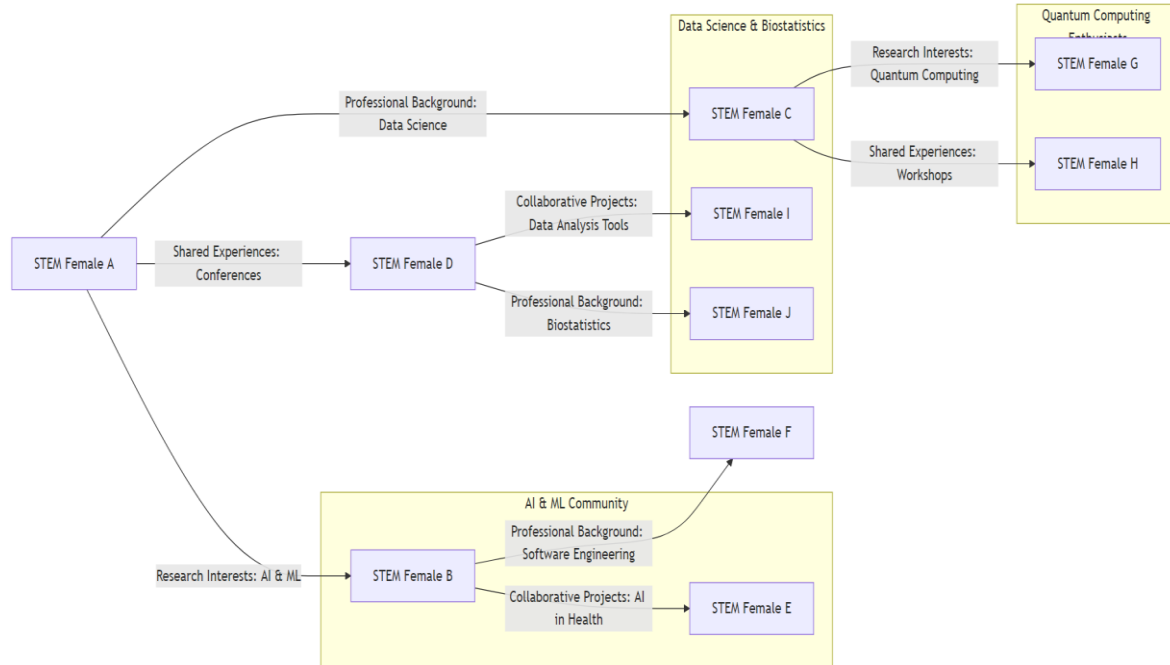 Data Science & Biostatistics
Quantum Computing
Enthusiasts
Research Interests:
Quantum Computing
STEM Female G
Professional Background:
Data Science
STEM Female C
Shared Experiences:
Workshops
STEM Female H
Collaborative Projects:
Data Analysis Tools
STEM Female I
STEM Female A
Shared Experiences:
Conferences
STEM Female D
Professional Background:
Biostatistics
STEM Female J
STEM Female F
AI & ML Community
Professional Background:
Software Engineering
Research Interests: AI & ML
STEM Female B
Collaborative Projects: AI
in Health
STEM Female E